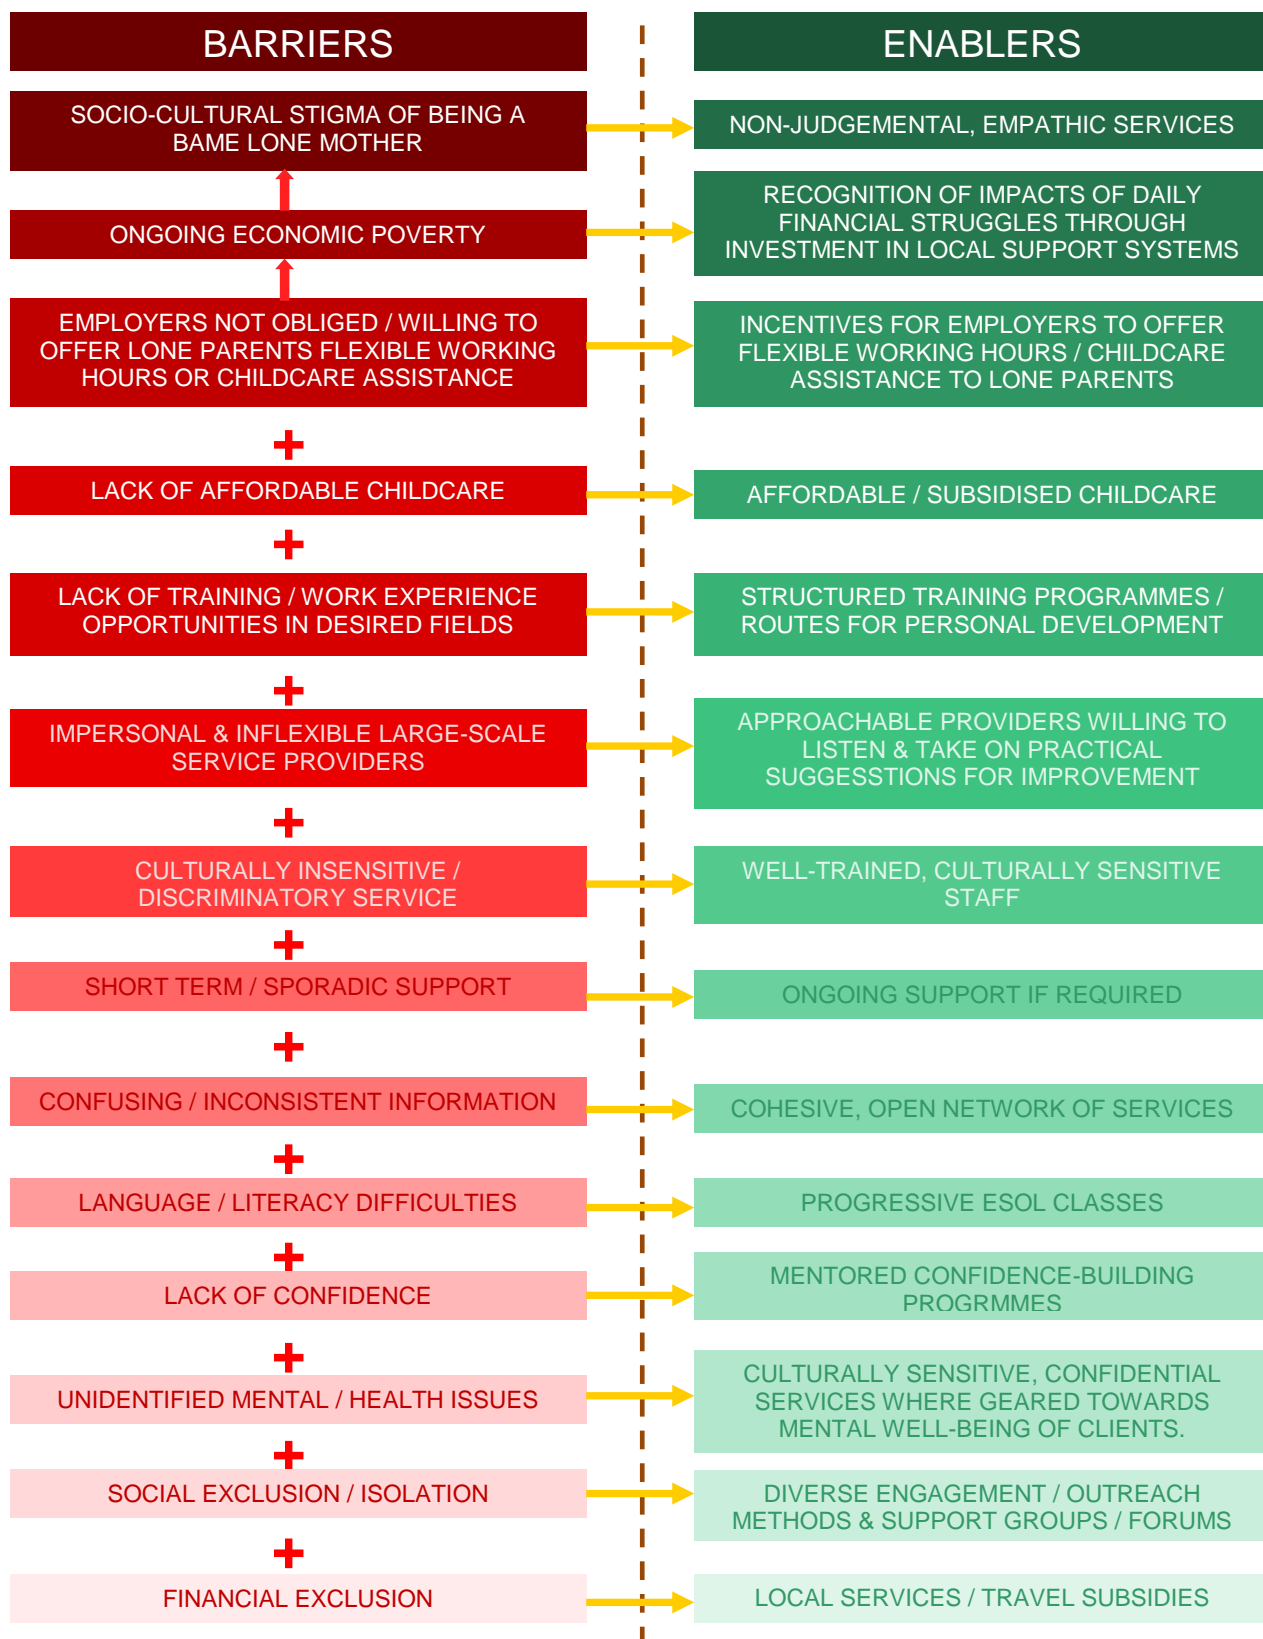 BARRIERS
ENABLERS
SOCIO-CULTURAL STIGMA OF BEING A
BAME LONE MOTHER
NON-JUDGEMENTAL, EMPATHIC SERVICES
ONGOING ECONOMIC POVERTY
RECOGNITION OF IMPACTS OF DAILY
FINANCIAL STRUGGLES THROUGH
INVESTMENT IN LOCAL SUPPORT SYSTEMS
EMPLOYERS NOT OBLIGED / WILLING TO
OFFER LONE PARENTS FLEXIBLE WORKING
HOURS OR CHILDCARE ASSISTANCE
INCENTIVES FOR EMPLOYERS TO OFFER
FLEXIBLE WORKING HOURS / CHILDCARE
ASSISTANCE TO LONE PARENTS
+
LACK OF AFFORDABLE CHILDCARE
AFFORDABLE / SUBSIDISED CHILDCARE
+
LACK OF TRAINING / WORK EXPERIENCE
OPPORTUNITIES IN DESIRED FIELDS
STRUCTURED TRAINING PROGRAMMES /
ROUTES FOR PERSONAL DEVELOPMENT
+
IMPERSONAL & INFLEXIBLE LARGE-SCALE
SERVICE PROVIDERS
APPROACHABLE PROVIDERS WILLING TO
LISTEN & TAKE ON PRACTICAL
SUGGESSTIONS FOR IMPROVEMENT
+
CULTURALLY INSENSITIVE /
DISCRIMINATORY SERVICE
WELL-TRAINED, CULTURALLY SENSITIVE
STAFF
+
SHORT TERM / SPORADIC SUPPORT
ONGOING SUPPORT IF REQUIRED
+
CONFUSING / INCONSISTENT INFORMATION
COHESIVE, OPEN NETWORK OF SERVICES
+
LANGUAGE / LITERACY DIFFICULTIES
PROGRESSIVE ESOL CLASSES
+
LACK OF CONFIDENCE
MENTORED CONFIDENCE-BUILDING
PROGRMMES
+
UNIDENTIFIED MENTAL / HEALTH ISSUES
CULTURALLY SENSITIVE, CONFIDENTIAL
SERVICES WHERE GEARED TOWARDS
MENTAL WELL-BEING OF CLIENTS.
+
SOCIAL EXCLUSION / ISOLATION
DIVERSE ENGAGEMENT / OUTREACH
METHODS & SUPPORT GROUPS / FORUMS
+
FINANCIAL EXCLUSION
LOCAL SERVICES / TRAVEL SUBSIDIES